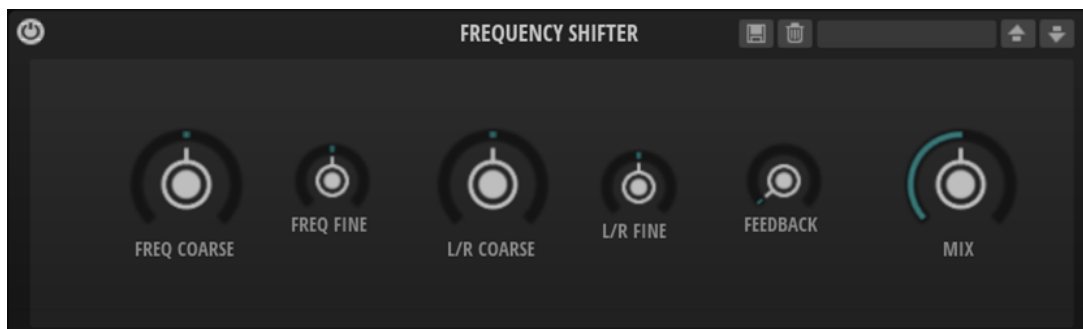 FREQUENCY SHIFTER
FREQ COARSE
FREQ FINE
L/R COARSE
L/R FINE
FEEDBACK
MIX